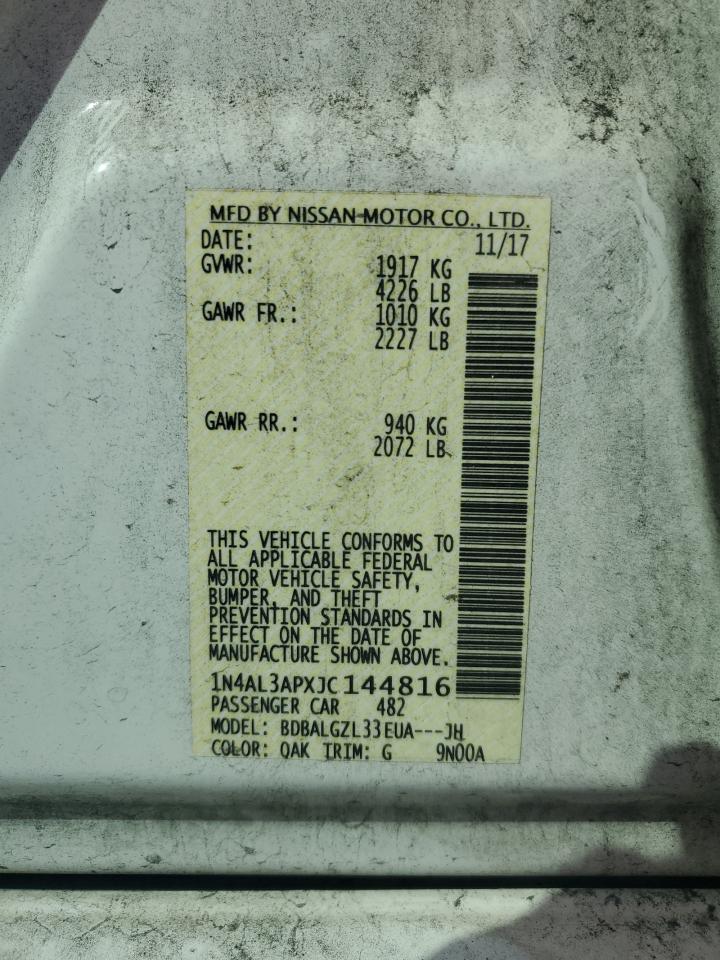 MFD BY NISSAN MOTOR CO., LTD.
DATE: 11/17
GVWR: 1917 KG
4226 LB
GAWR FR.: 1010 KG
2227 LB
GAWR RR.: 940 KG
2072 LB
THIS VEHICLE CONFORMS TO
ALL APPLICABLE FEDERAL
MOTOR VEHICLE SAFETY,
BUMPER, AND THEFT
PREVENTION STANDARDS IN
EFFECT ON THE DATE OF
MANUFACTURE SHOWN ABOVE.
1N4AL3APXJC144816
PASSENGER CAR 482
MODEL: BDBALGZL33EUA---JH
COLOR: QAK TRIM: G 9N00A